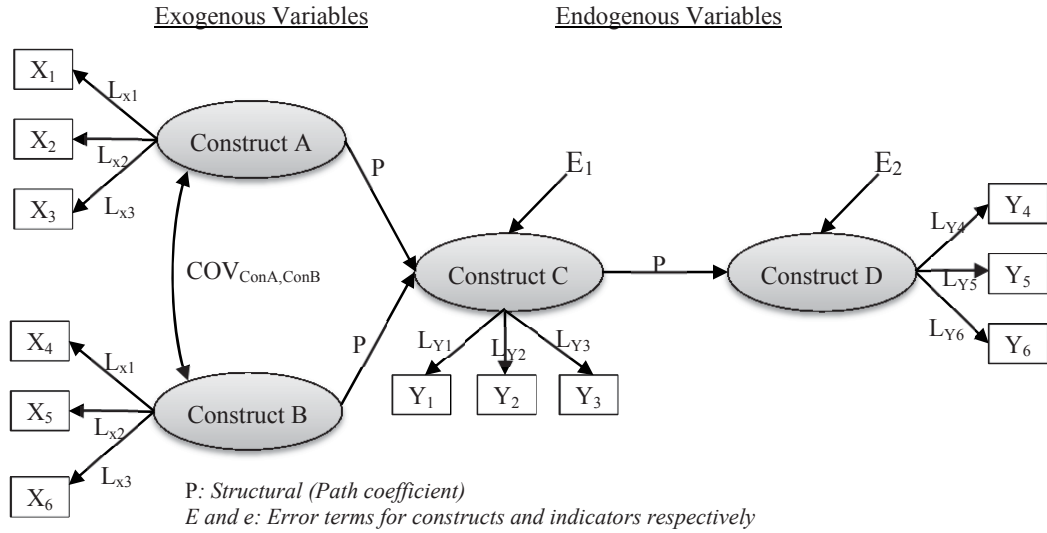 Exogenous Variables
Endogenous Variables
X1
Lx1
X2
Lx2
X3
Lx3
Construct A
P
E1
E2
COVConA,ConB
Construct C
P
Construct D
LY4
Y4
LY5
Y5
LY6
Y6
LY1
LY2
LY3
Y1
Y2
Y3
X4
Lx1
X5
Lx2
X6
Lx3
Construct B
P
P: Structural (Path coefficient)
E and e: Error terms for constructs and indicators respectively